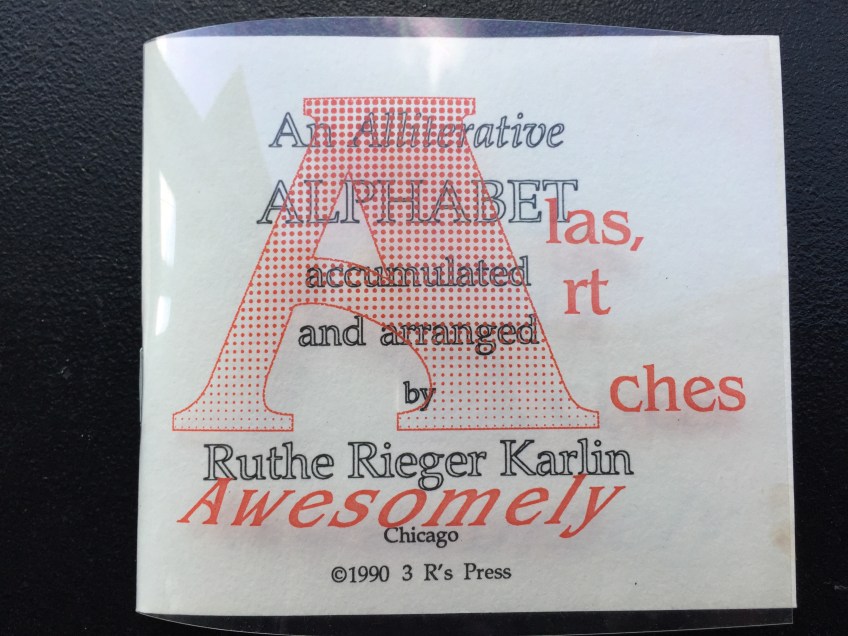 A
An Alliterative
ALPHABET
las,
accumulated
rt
and arranged
ches
by
Ruthe Rieger Karlin
Awesomely
Chicago
©1990 3 R's Press